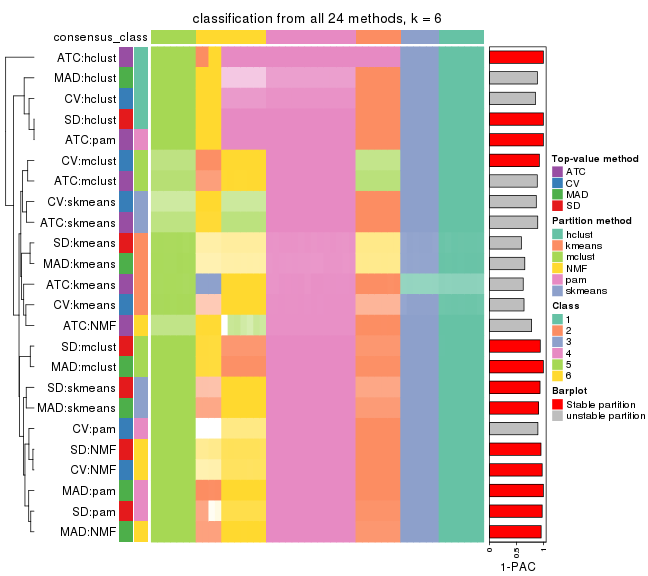 classification from all 24 methods, k = 6
consensus_class
ATC:hclust
MAD:hclust
CV:hclust
SD:hclust
ATC:pam
CV:mclust
ATC:mclust
CV:skmeans
ATC:skmeans
SD:kmeans
MAD:kmeans
ATC:kmeans
CV:kmeans
ATC:NMF
SD:mclust
MAD:mclust
SD:skmeans
MAD:skmeans
CV:pam
SD:NMF
CV:NMF
MAD:pam
SD:pam
MAD:NMF
0
0.5
1
1-PAC
Top-value method
ATC
CV
MAD
SD
Partition method
hclust
kmeans
mclust
NMF
pam
skmeans
Class
1
2
3
4
5
6
Barplot
Stable partition
unstable partition